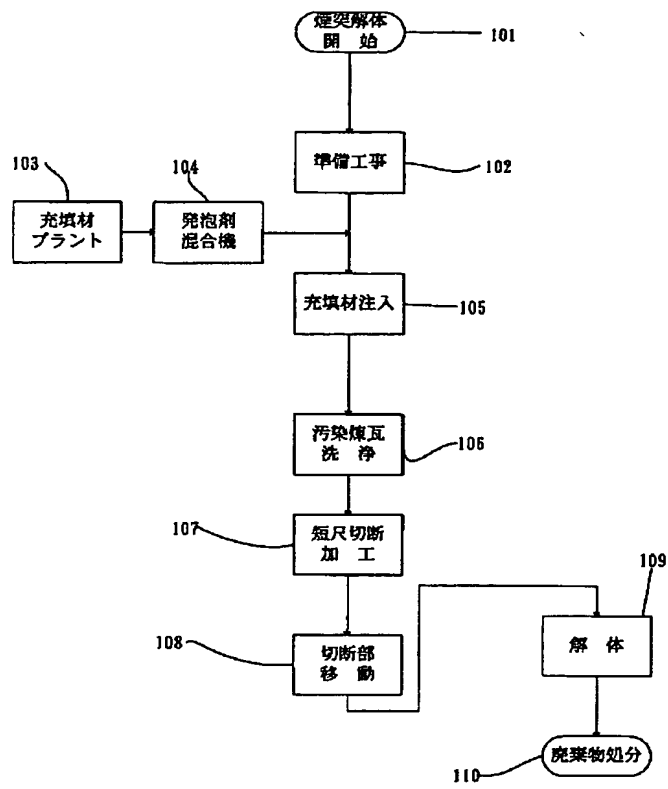 煙突解体
開 始
101
準備工事
102
103
充填材
プラント
104
発泡剤
混合機
充填材注入
105
汚染煉瓦
洗 浄
106
107
短尺切断
加 工
108
切断部
移 動
109
解 体
廃棄物処分
110